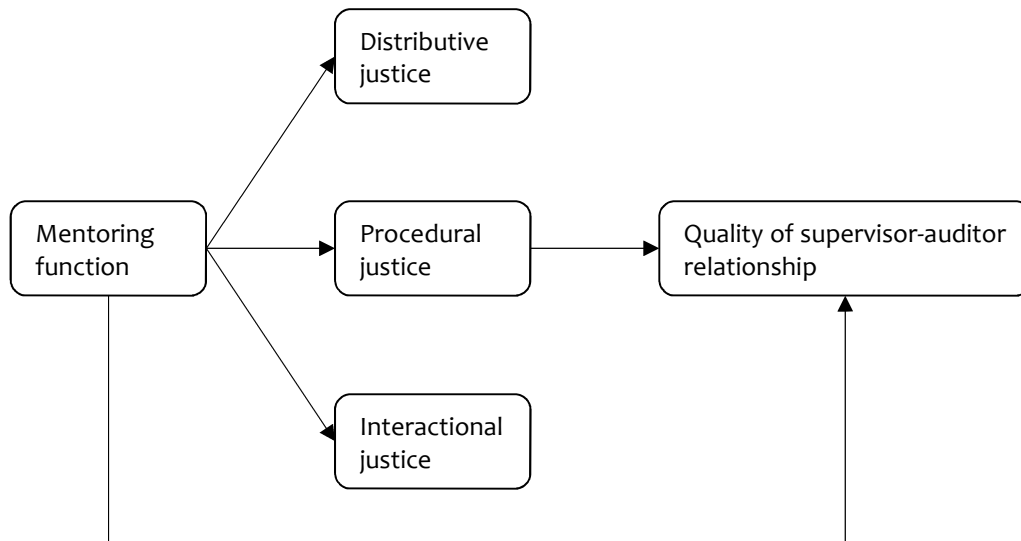 Distributive
justice
Mentoring
function
Procedural
justice
Quality of supervisor-auditor
relationship
Interactional
justice